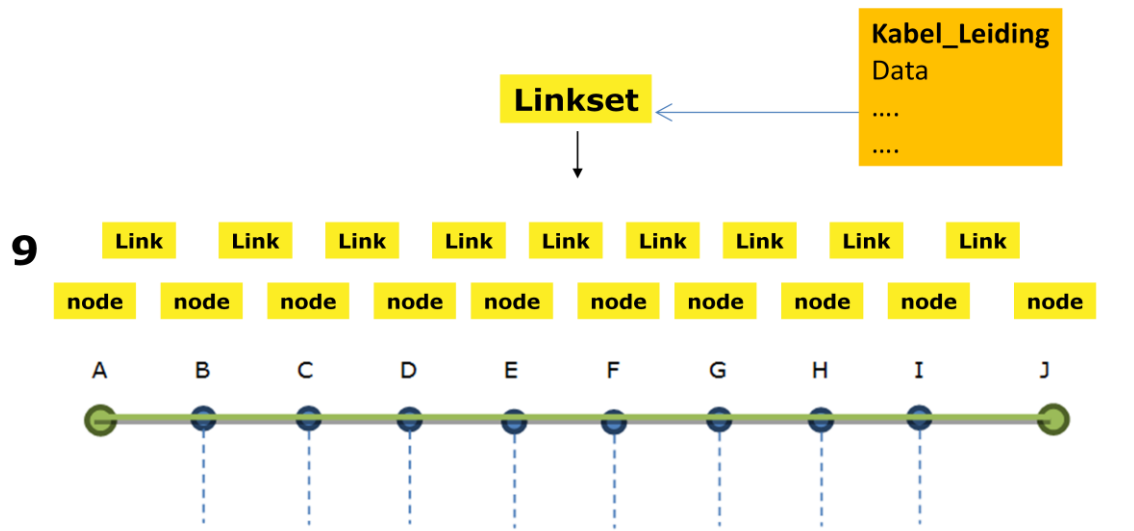 Kabel_Leiding
Data
....
....
Linkset
9
Link Link Link Link Link Link Link Link Link
node node node node node node node node node node
A B C D E F G H I J